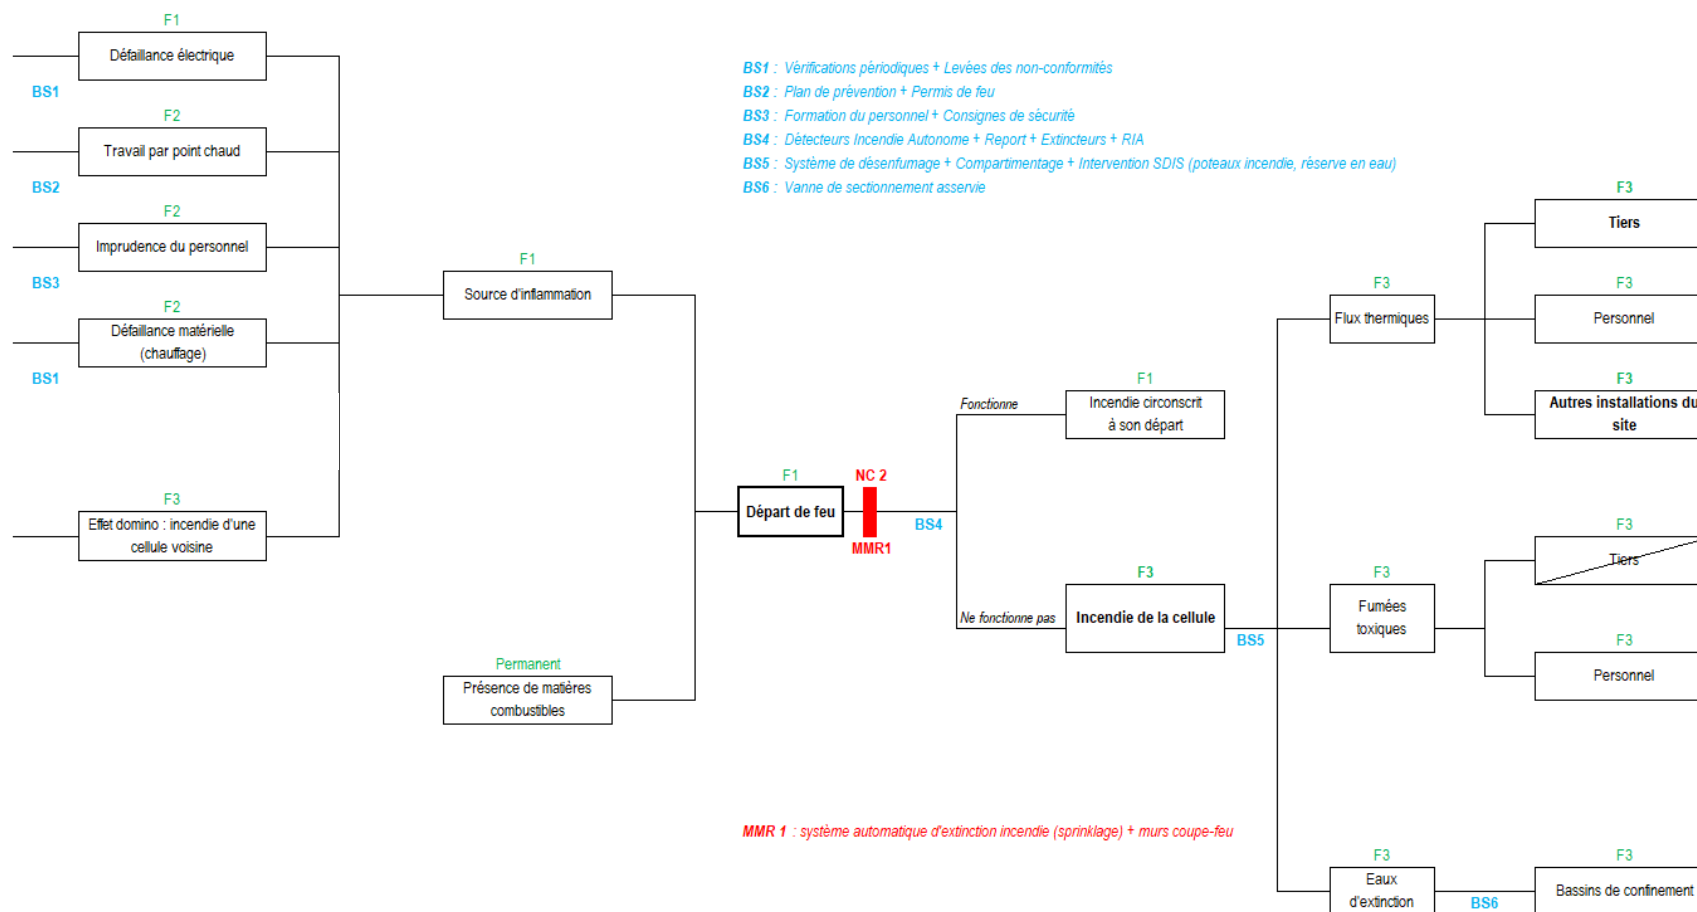 F1
Défaillance électrique
BS1
F2
Travail par point chaud
BS2
F2
Imprudence du personnel
BS3
F2
Défaillance matérielle
(chauffage)
BS1
F3
Effet domino : incendie d'une
cellule voisine
F1
Source d'inflammation
Permanent
Présence de matières
combustibles
BS1 : Vérifications périodiques + Levées des non-conformités
BS2 : Plan de prévention + Permis de feu
BS3 : Formation du personnel + Consignes de sécurité
BS4 : Détecteurs Incendie Autonome + Report + Extincteurs + RIA
BS5 : Système de désenfumage + Compartimentage + Intervention SDIS (poteaux incendie, réserve en eau)
BS6 : Vanne de sectionnement asservie
F1
Départ de feu
NC 2
MMR1
BS4
Fonctionne
F1
Incendie circonscrit
à son départ
Ne fonctionne pas
F3
Incendie de la cellule
BS5
F3
Flux thermiques
F3
Tiers
F3
Personnel
F3
Autres installations du
site
F3
Fumées
toxiques
F3
Tiers
F3
Personnel
MMR 1 : système automatique d'extinction incendie (sprinklage) + murs coupe-feu
F3
Eaux
d'extinction
BS6
F3
Bassins de confinement